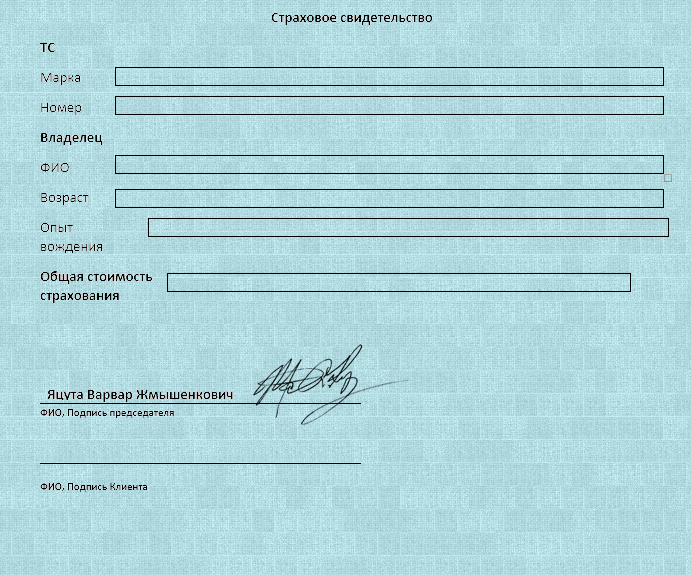 Страховое свидетельство
ТС
Марка
Номер
Владелец
ФИО
Возраст
Опыт
вождения
Общая стоимость
страхования
Яцута Варвар Жмышенкович
ФИО, Подпись председателя
ФИО, Подпись Клиента